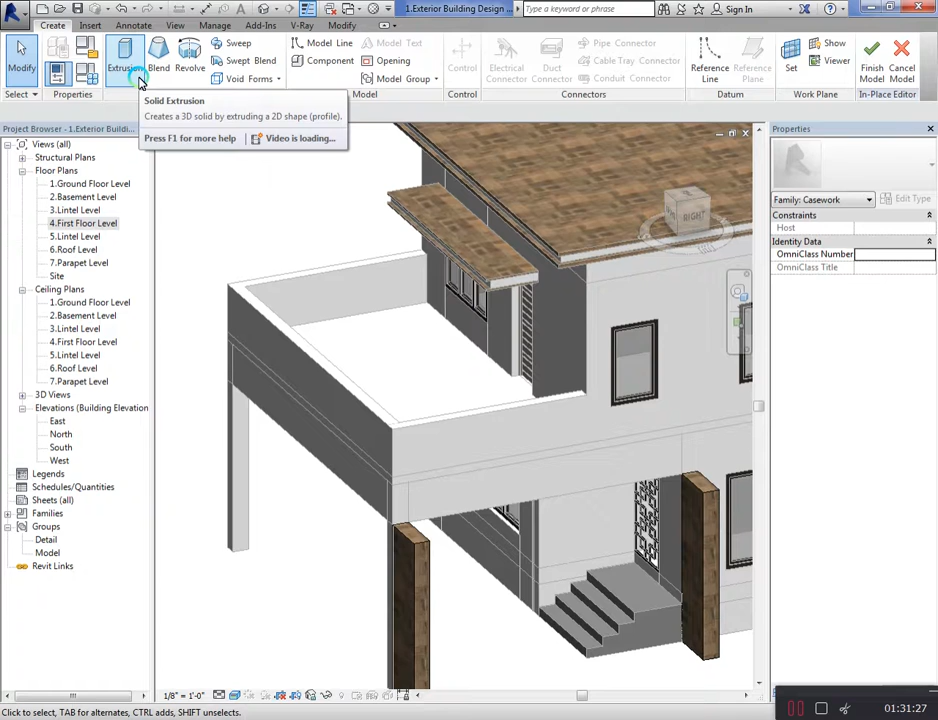 1.Exterior Building Design ...
Type a keyword or phrase
Sign In
Create Insert Annotate View Manage Add-Ins V-Ray Modify
Modify
Extrusion Blend Revolve
Sweep
Swept Blend
Void Forms
Model Line
Component
Model Text
Opening
Model Group
Control
Electrical Connector
Pipe Connector
Cable Tray Connector
Conduit Connector
Reference Line
Reference Plane
Set
Show
Viewer
Finish Model
Cancel Model
Select Properties Model Control Connectors Datum Work Plane In-Place Editor
Solid Extrusion
Creates a 3D solid by extruding a 2D shape (profile).
Press F1 for more help
Video is loading...
Project Browser - 1.Exterior Buildi...
Views (all)
Structural Plans
Floor Plans
1.Ground Floor Level
2.Basement Level
3.Lintel Level
4.First Floor Level
5.Lintel Level
6.Roof Level
7.Parapet Level
Site
Ceiling Plans
1.Ground Floor Level
2.Basement Level
3.Lintel Level
4.First Floor Level
5.Lintel Level
6.Roof Level
7.Parapet Level
3D Views
Elevations (Building Elevation
East
North
South
West
Legends
Schedules/Quantities
Sheets (all)
Families
Groups
Detail
Model
Revit Links
RIGHT
Properties
Family: Casework
Edit Type
Constraints
Host
Identity Data
OmniClass Number
OmniClass Title
1/8" = 1'-0"
Click to select, TAB for alternates, CTRL adds, SHIFT unselects.
01:31:27